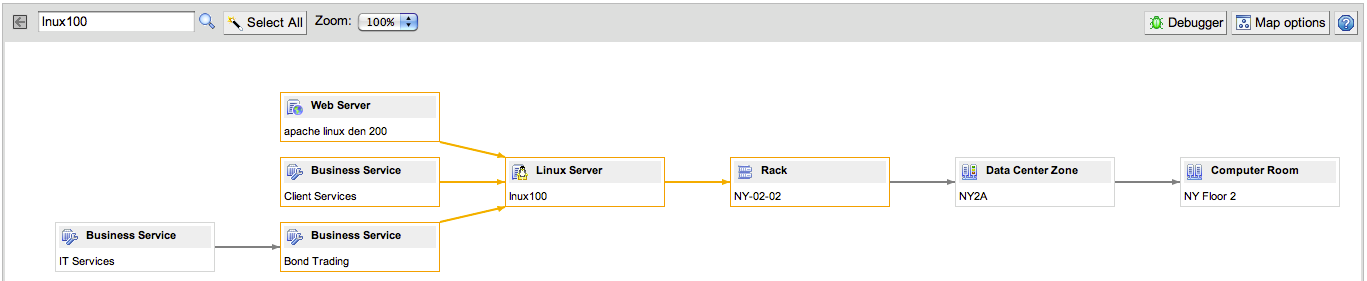 lnux100
Select All
Zoom:
100%
Debugger
Map options
?
Web Server
apache linux den 200
Business Service
Client Services
Linux Server
lnux100
Rack
NY-02-02
Data Center Zone
NY2A
Computer Room
NY Floor 2
Business Service
IT Services
Business Service
Bond Trading